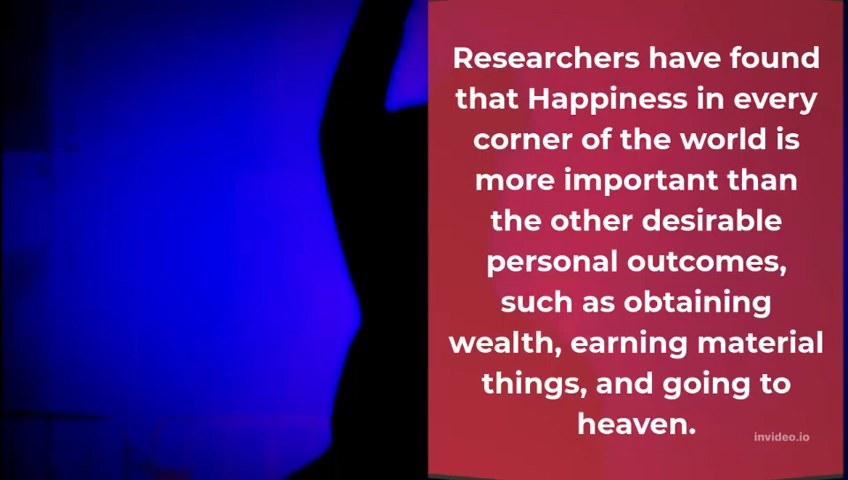 Researchers have found
that Happiness in every
corner of the world is
more important than
the other desirable
personal outcomes,
such as obtaining
wealth, earning material
things, and going to
heaven.
invideo.io